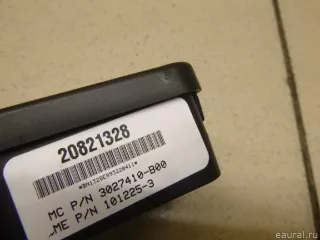 20821328
MC P/N 3027410-B00
ME P/N 101225-3
© eaural.ru